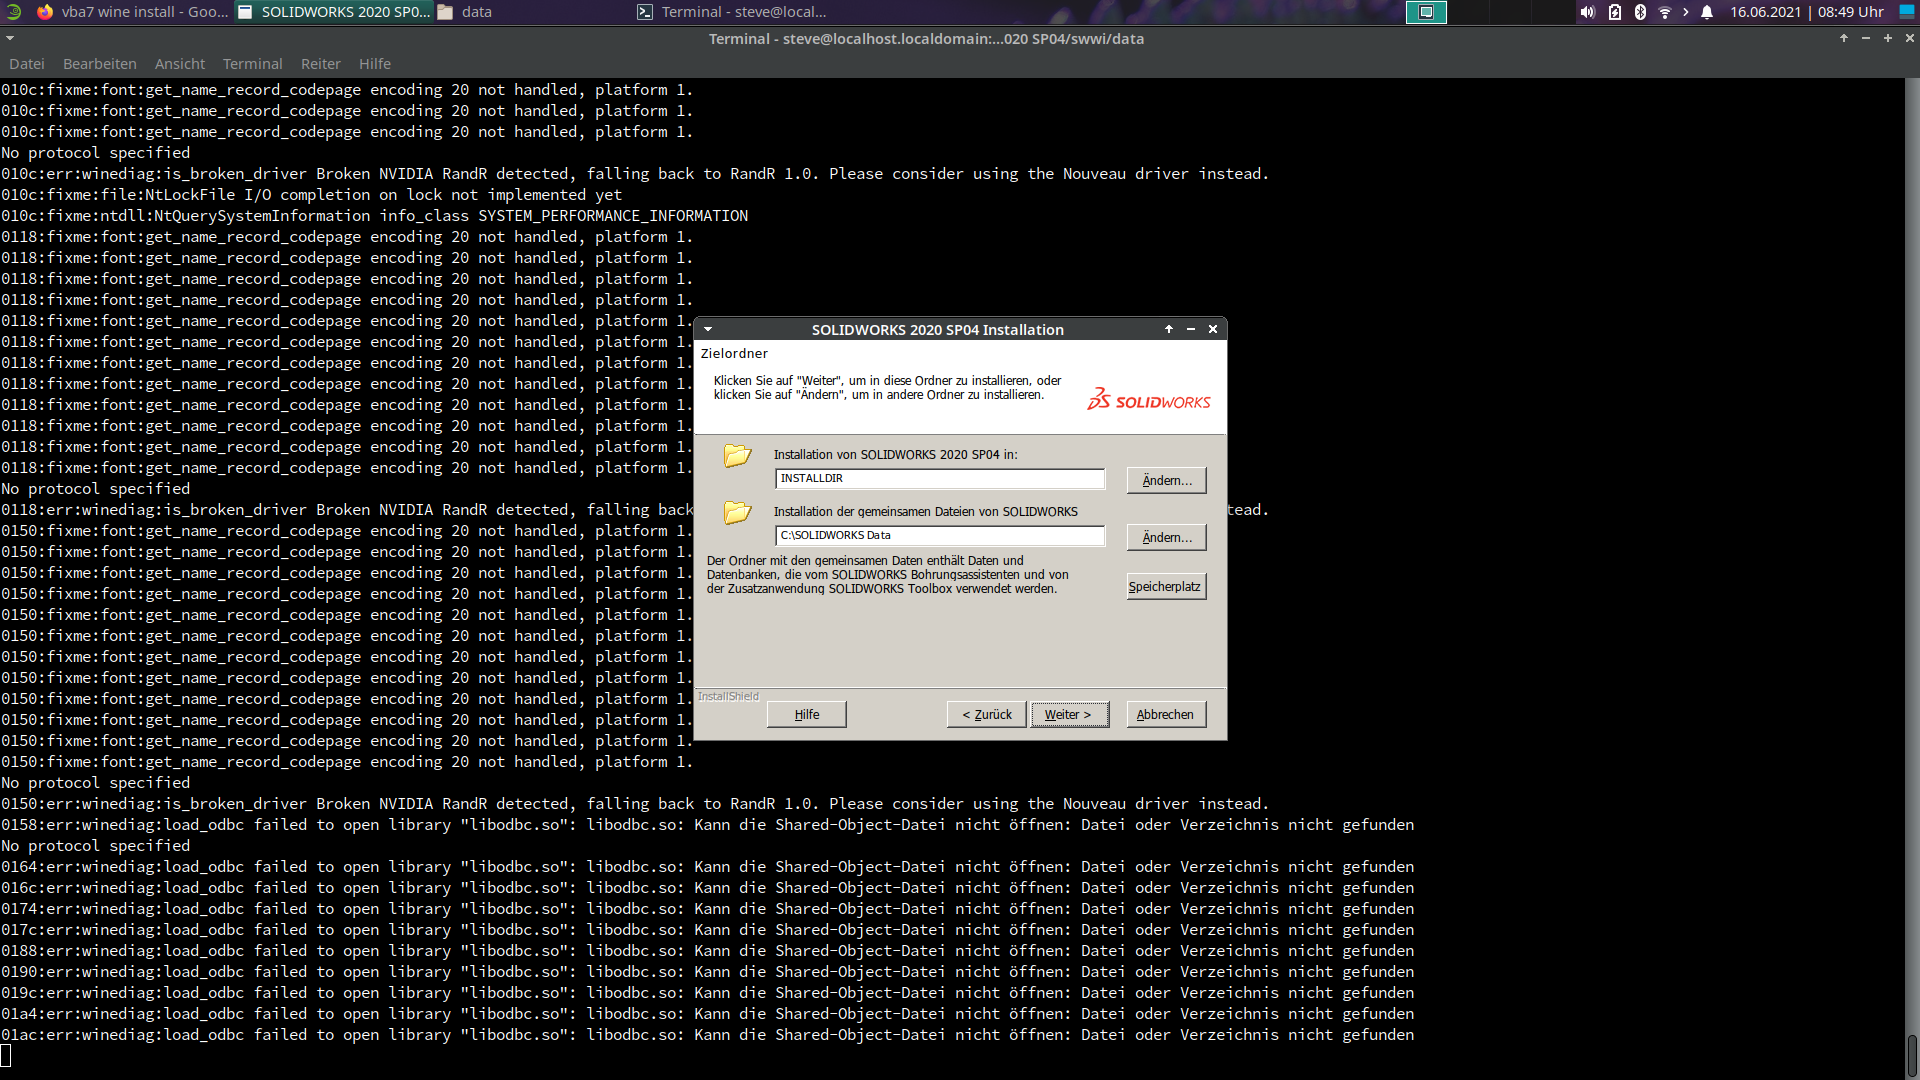 vba7 wine install - Goo...
SOLIDWORKS 2020 SP0...
data
Terminal - steve@local...
16.06.2021 | 08:49 Uhr
Terminal - steve@localhost.localdomain:...020 SP04/swwi/data
Datei Bearbeiten Ansicht Terminal Reiter Hilfe
010c:fixme:font:get_name_record_codepage encoding 20 not handled, platform 1.
010c:fixme:font:get_name_record_codepage encoding 20 not handled, platform 1.
010c:fixme:font:get_name_record_codepage encoding 20 not handled, platform 1.
No protocol specified
010c:err:winediag:is_broken_driver Broken NVIDIA RandR detected, falling back to RandR 1.0. Please consider using the Nouveau driver instead.
010c:fixme:file:NtLockFile I/O completion on lock not implemented yet
010c:fixme:ntdll:NtQuerySystemInformation info_class SYSTEM_PERFORMANCE_INFORMATION
0118:fixme:font:get_name_record_codepage encoding 20 not handled, platform 1.
0118:fixme:font:get_name_record_codepage encoding 20 not handled, platform 1.
0118:fixme:font:get_name_record_codepage encoding 20 not handled, platform 1.
0118:fixme:font:get_name_record_codepage encoding 20 not handled, platform 1.
0118:fixme:font:get_name_record_codepage encoding 20 not handled, platform 1.
0118:fixme:font:get_name_record_codepage encoding 20 not handled, platform 1.
0118:fixme:font:get_name_record_codepage encoding 20 not handled, platform 1.
0118:fixme:font:get_name_record_codepage encoding 20 not handled, platform 1.
0118:fixme:font:get_name_record_codepage encoding 20 not handled, platform 1.
0118:fixme:font:get_name_record_codepage encoding 20 not handled, platform 1.
0118:fixme:font:get_name_record_codepage encoding 20 not handled, platform 1.
0118:fixme:font:get_name_record_codepage encoding 20 not handled, platform 1.
No protocol specified
0118:err:winediag:is_broken_driver Broken NVIDIA RandR detected, falling back tead.
0150:fixme:font:get_name_record_codepage encoding 20 not handled, platform 1.
0150:fixme:font:get_name_record_codepage encoding 20 not handled, platform 1.
0150:fixme:font:get_name_record_codepage encoding 20 not handled, platform 1.
0150:fixme:font:get_name_record_codepage encoding 20 not handled, platform 1.
0150:fixme:font:get_name_record_codepage encoding 20 not handled, platform 1.
0150:fixme:font:get_name_record_codepage encoding 20 not handled, platform 1.
0150:fixme:font:get_name_record_codepage encoding 20 not handled, platform 1.
0150:fixme:font:get_name_record_codepage encoding 20 not handled, platform 1.
0150:fixme:font:get_name_record_codepage encoding 20 not handled, platform 1.
0150:fixme:font:get_name_record_codepage encoding 20 not handled, platform 1.
0150:fixme:font:get_name_record_codepage encoding 20 not handled, platform 1.
0150:fixme:font:get_name_record_codepage encoding 20 not handled, platform 1.
No protocol specified
0150:err:winediag:is_broken_driver Broken NVIDIA RandR detected, falling back to RandR 1.0. Please consider using the Nouveau driver instead.
0158:err:winediag:load_odbc failed to open library "libodbc.so": libodbc.so: Kann die Shared-Object-Datei nicht öffnen: Datei oder Verzeichnis nicht gefunden
No protocol specified
0164:err:winediag:load_odbc failed to open library "libodbc.so": libodbc.so: Kann die Shared-Object-Datei nicht öffnen: Datei oder Verzeichnis nicht gefunden
016c:err:winediag:load_odbc failed to open library "libodbc.so": libodbc.so: Kann die Shared-Object-Datei nicht öffnen: Datei oder Verzeichnis nicht gefunden
0174:err:winediag:load_odbc failed to open library "libodbc.so": libodbc.so: Kann die Shared-Object-Datei nicht öffnen: Datei oder Verzeichnis nicht gefunden
017c:err:winediag:load_odbc failed to open library "libodbc.so": libodbc.so: Kann die Shared-Object-Datei nicht öffnen: Datei oder Verzeichnis nicht gefunden
0188:err:winediag:load_odbc failed to open library "libodbc.so": libodbc.so: Kann die Shared-Object-Datei nicht öffnen: Datei oder Verzeichnis nicht gefunden
0190:err:winediag:load_odbc failed to open library "libodbc.so": libodbc.so: Kann die Shared-Object-Datei nicht öffnen: Datei oder Verzeichnis nicht gefunden
019c:err:winediag:load_odbc failed to open library "libodbc.so": libodbc.so: Kann die Shared-Object-Datei nicht öffnen: Datei oder Verzeichnis nicht gefunden
01a4:err:winediag:load_odbc failed to open library "libodbc.so": libodbc.so: Kann die Shared-Object-Datei nicht öffnen: Datei oder Verzeichnis nicht gefunden
01ac:err:winediag:load_odbc failed to open library "libodbc.so": libodbc.so: Kann die Shared-Object-Datei nicht öffnen: Datei oder Verzeichnis nicht gefunden
SOLIDWORKS 2020 SP04 Installation
Zielordner
Klicken Sie auf "Weiter", um in diese Ordner zu installieren, oder
klicken Sie auf "Ändern", um in andere Ordner zu installieren.
SOLIDWORKS
Installation von SOLIDWORKS 2020 SP04 in:
INSTALLDIR
Ändern...
Installation der gemeinsamen Dateien von SOLIDWORKS
C:\SOLIDWORKS Data
Ändern...
Der Ordner mit den gemeinsamen Daten enthält Daten und
Datenbanken, die vom SOLIDWORKS Bohrungsassistenten und von
der Zusatzanwendung SOLIDWORKS Toolbox verwendet werden.
Speicherplatz
InstallShield
Hilfe
< Zurück
Weiter >
Abbrechen